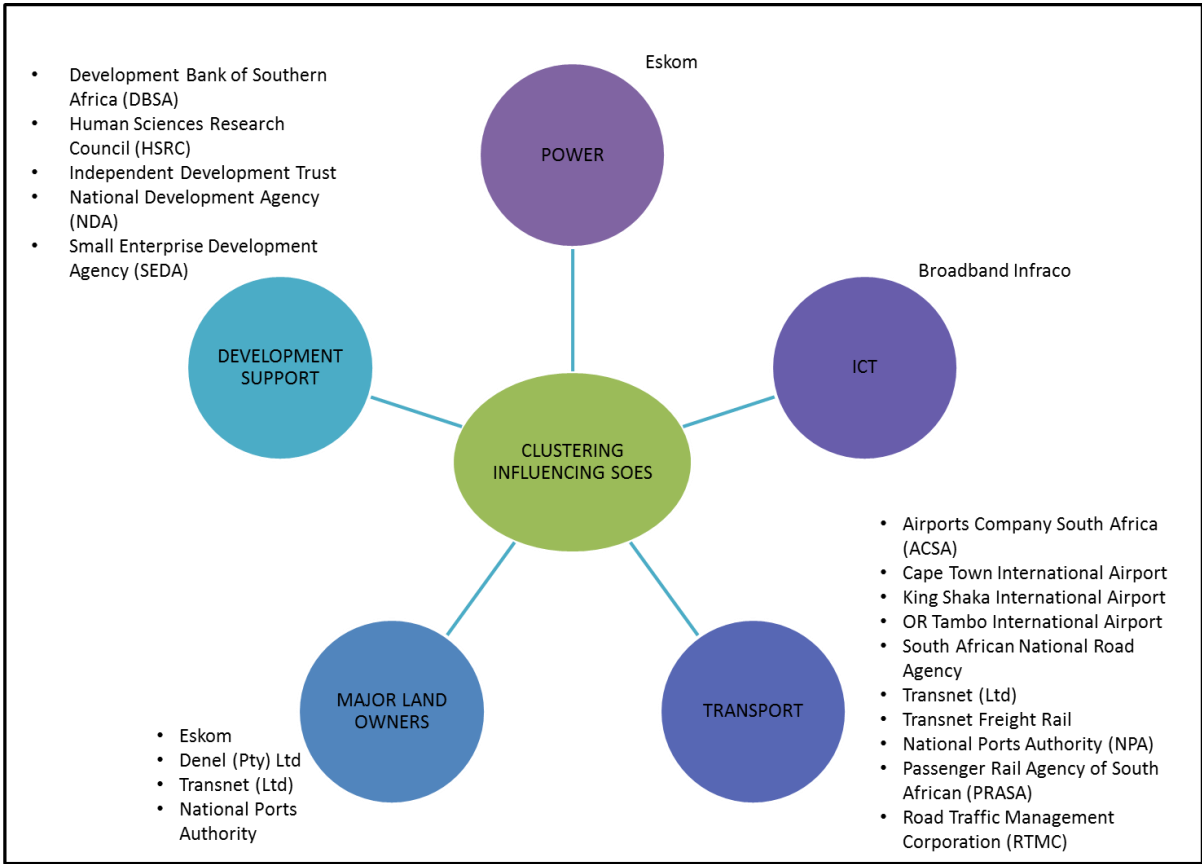 • Development Bank of Southern
Africa (DBSA)
• Human Sciences Research
Council (HSRC)
• Independent Development Trust
• National Development Agency
(NDA)
• Small Enterprise Development
Agency (SEDA)
Eskom
POWER
Broadband Infraco
ICT
DEVELOPMENT
SUPPORT
CLUSTERING
INFLUENCING SOES
MAJOR LAND
OWNERS
• Eskom
• Denel (Pty) Ltd
• Transnet (Ltd)
• National Ports
Authority
TRANSPORT
• Airports Company South Africa
(ACSA)
• Cape Town International Airport
• King Shaka International Airport
• OR Tambo International Airport
• South African National Road
Agency
• Transnet (Ltd)
• Transnet Freight Rail
• National Ports Authority (NPA)
• Passenger Rail Agency of South
African (PRASA)
• Road Traffic Management
Corporation (RTMC)